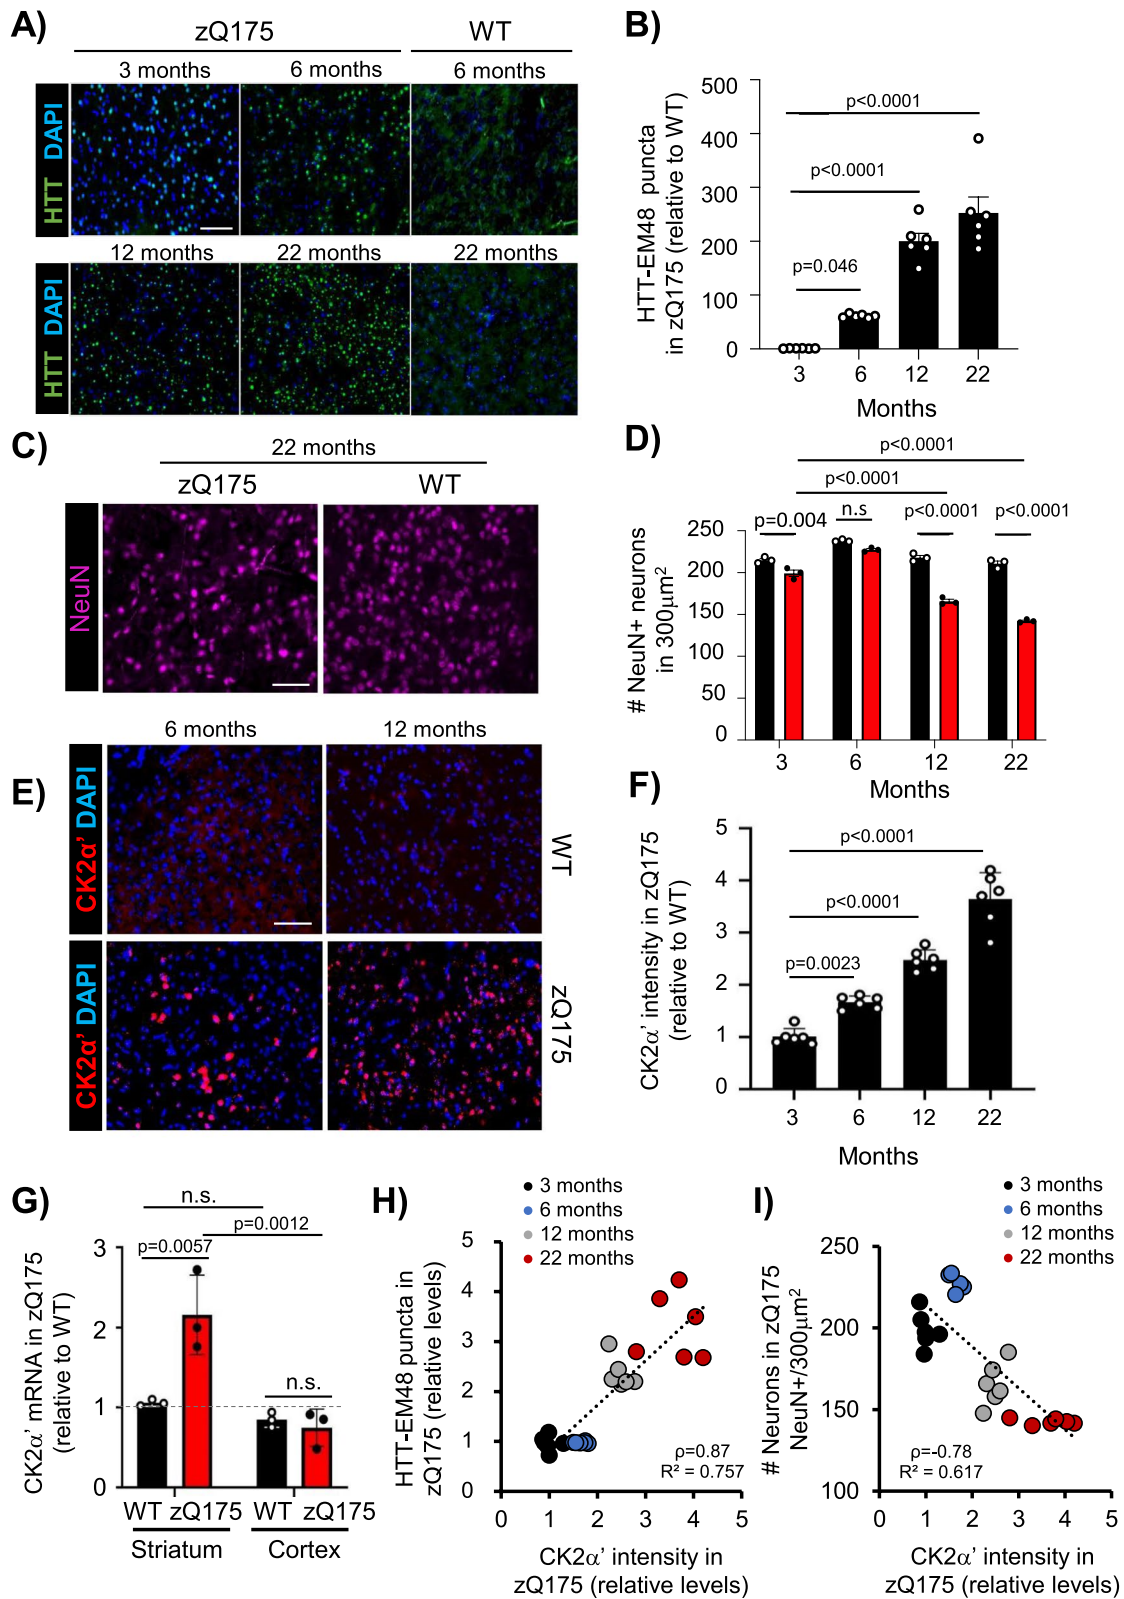 A)
zQ175
WT
3 months
6 months
6 months
HTT DAPI
12 months
22 months
22 months
HTT DAPI
B)
HTT-EM48 puncta
in zQ175 (relative to WT)
500
400
300
200
100
0
p<0.0001
p<0.0001
p=0.046
3
6
12
22
Months
C)
22 months
zQ175
WT
NeuN
D)
# NeuN+ neurons
in 300μm2
250
200
150
100
50
0
p<0.0001
p<0.0001
p=0.004
n.s
p<0.0001
p<0.0001
3
6
12
22
Months
E)
6 months
12 months
CK2α’ DAPI
WT
CK2α’ DAPI
zQ175
F)
CK2α’ intensity in zQ175
(relative to WT)
5
4
3
2
1
0
p<0.0001
p<0.0001
p=0.0023
3
6
12
22
Months
G)
CK2α’ mRNA in zQ175
(relative to WT)
3
2
1
0
n.s.
p=0.0012
p=0.0057
n.s.
WT zQ175
WT zQ175
Striatum
Cortex
H)
3 months
6 months
12 months
22 months
HTT-EM48 puncta in
zQ175 (relative levels)
5
4
3
2
1
0
ρ=0.87
R² = 0.757
0
1
2
3
4
5
CK2α’ intensity in
zQ175 (relative levels)
I)
3 months
6 months
12 months
22 months
# Neurons in zQ175
NeuN+/300μm2
250
200
150
100
ρ=-0.78
R² = 0.617
0
1
2
3
4
5
CK2α’ intensity in
zQ175 (relative levels)